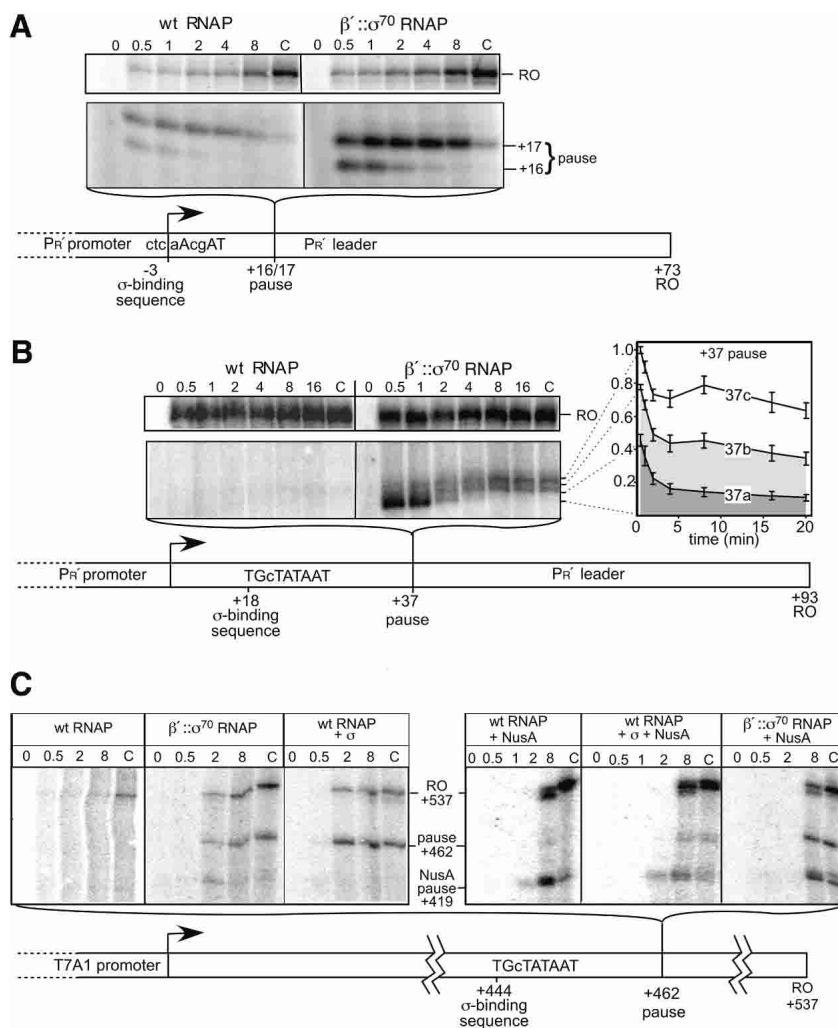 A
wt RNAP
β′::σ70 RNAP
0 0.5 1 2 4 8 C 0 0.5 1 2 4 8 C
RO
+17
+16
pause
PR′ promoter ctcaAcgAT PR′ leader
-3
σ-binding
sequence
+16/17
pause
+73
RO
B
wt RNAP
β′::σ70 RNAP
0 0.5 1 2 4 8 16 C 0 0.5 1 2 4 8 16 C
RO
+37 pause
1.0
0.8
0.6
0.4
0.2
37c
37b
37a
0 5 10 15 20
time (min)
PR′ promoter TGcTATAAT PR′ leader
+18
σ-binding
sequence
+37
pause
+93
RO
C
wt RNAP
β′::σ70 RNAP
wt RNAP
+ σ
wt RNAP
+ NusA
wt RNAP
+ σ + NusA
β′::σ70 RNAP
+ NusA
0 0.5 2 8 C 0 0.5 2 8 C 0 0.5 2 8 C
0 0.5 1 2 8 C 0 0.5 1 2 8 C 0 0.5 1 2 8 C
RO
+537
pause
+462
NusA
pause
+419
T7A1 promoter TGcTATAAT
+444
σ-binding
sequence
+462
pause
RO
+537